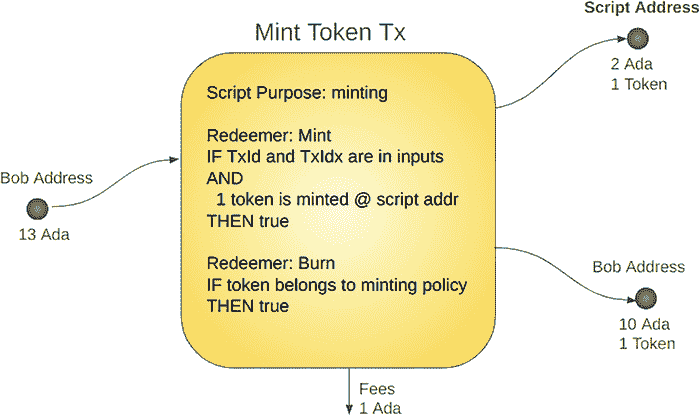 Script Address
Mint Token Tx
2 Ada
1 Token
Script Purpose: minting
Redeemer: Mint
IF TxId and TxIdx are in inputs
AND
1 token is minted @ script addr
THEN true
Bob Address
13 Ada
Redeemer: Burn
IF token belongs to minting policy
THEN true
Bob Address
10 Ada
1 Token
Fees
1 Ada